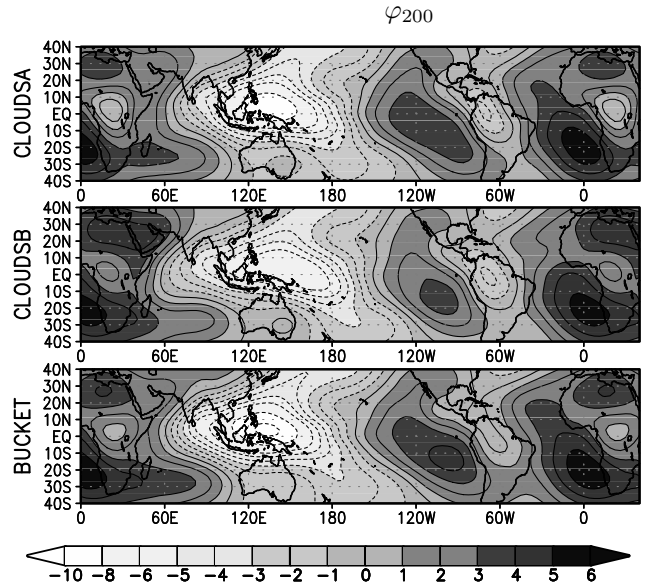 φ200
CLOUDSA
40N
30N
20N
10N
EQ
10S
20S
30S
40S
0 60E 120E 180 120W 60W 0
CLOUDSB
40N
30N
20N
10N
EQ
10S
20S
30S
40S
0 60E 120E 180 120W 60W 0
BUCKET
40N
30N
20N
10N
EQ
10S
20S
30S
40S
0 60E 120E 180 120W 60W 0
−10 −8 −6 −4 −3 −2 −1 0 1 2 3 4 5 6